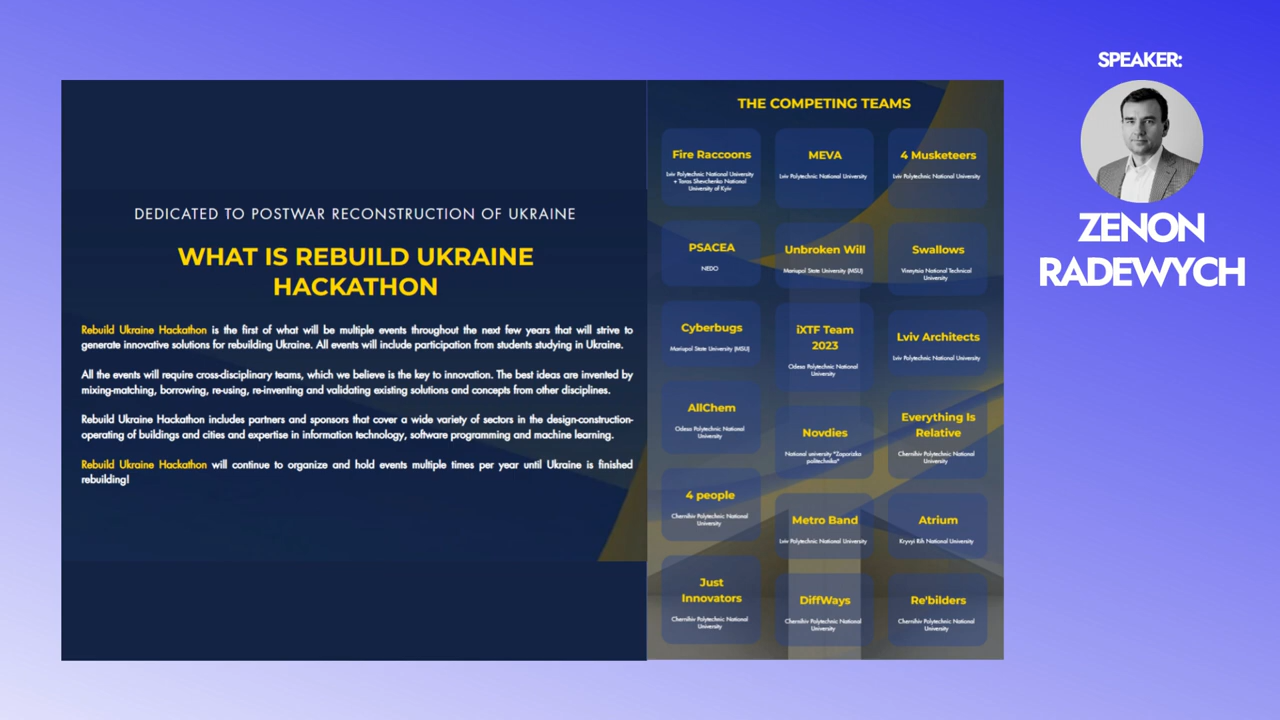 DEDICATED TO POSTWAR RECONSTRUCTION OF UKRAINE
WHAT IS REBUILD UKRAINE
HACKATHON
Rebuild Ukraine Hackathon is the first of what will be multiple events throughout the next few years that will strive to
generate innovative solutions for rebuilding Ukraine. All events will include participation from students studying in Ukraine.
All the events will require cross-disciplinary teams, which we believe is the key to innovation. The best ideas are invented by
mixing-matching, borrowing, re-using, re-inventing and validating existing solutions and concepts from other disciplines.
Rebuild Ukraine Hackathon includes partners and sponsors that cover a wide variety of sectors in the design-construction-
operating of buildings and cities and expertise in information technology, software programming and machine learning.
Rebuild Ukraine Hackathon will continue to organize and hold events multiple times per year until Ukraine is finished
rebuilding!
THE COMPETING TEAMS
Fire Raccoons
Lviv Polytechnic National University
+ Taras Shevchenko National
University of Kyiv
MEVA
Lviv Polytechnic National University
4 Musketeers
Lviv Polytechnic National University
PSACEA
NEDO
Unbroken Will
Mariupol State University (MSU)
Swallows
Vinnytsia National Technical
University
Cyberbugs
Mariupol State University (MSU)
iXTF Team
2023
Odesa Polytechnic National
University
Lviv Architects
Lviv Polytechnic National University
AllChem
Odesa Polytechnic National
University
Novdies
National university "Zaporizka
politechnika"
Everything Is
Relative
Chernihiv Polytechnic National
University
4 people
Chernihiv Polytechnic National
University
Metro Band
Lviv Polytechnic National University
Atrium
Kryvyi Rih National University
Just
Innovators
Chernihiv Polytechnic National
University
DiffWays
Chernihiv Polytechnic National
University
Re'bilders
Chernihiv Polytechnic National
University
SPEAKER:
ZENON
RADEWYCH